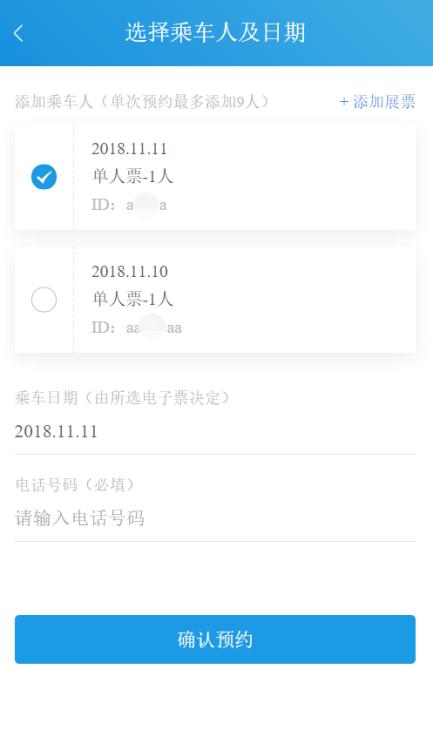 选择乘车人及日期
添加乘车人（单次预约最多添加9人）
+ 添加展票
2018.11.11
单人票-1人
ID: a a
2018.11.10
单人票-1人
ID: aa aa
乘车日期（由所选电子票决定）
2018.11.11
电话号码（必填）
请输入电话号码
确认预约